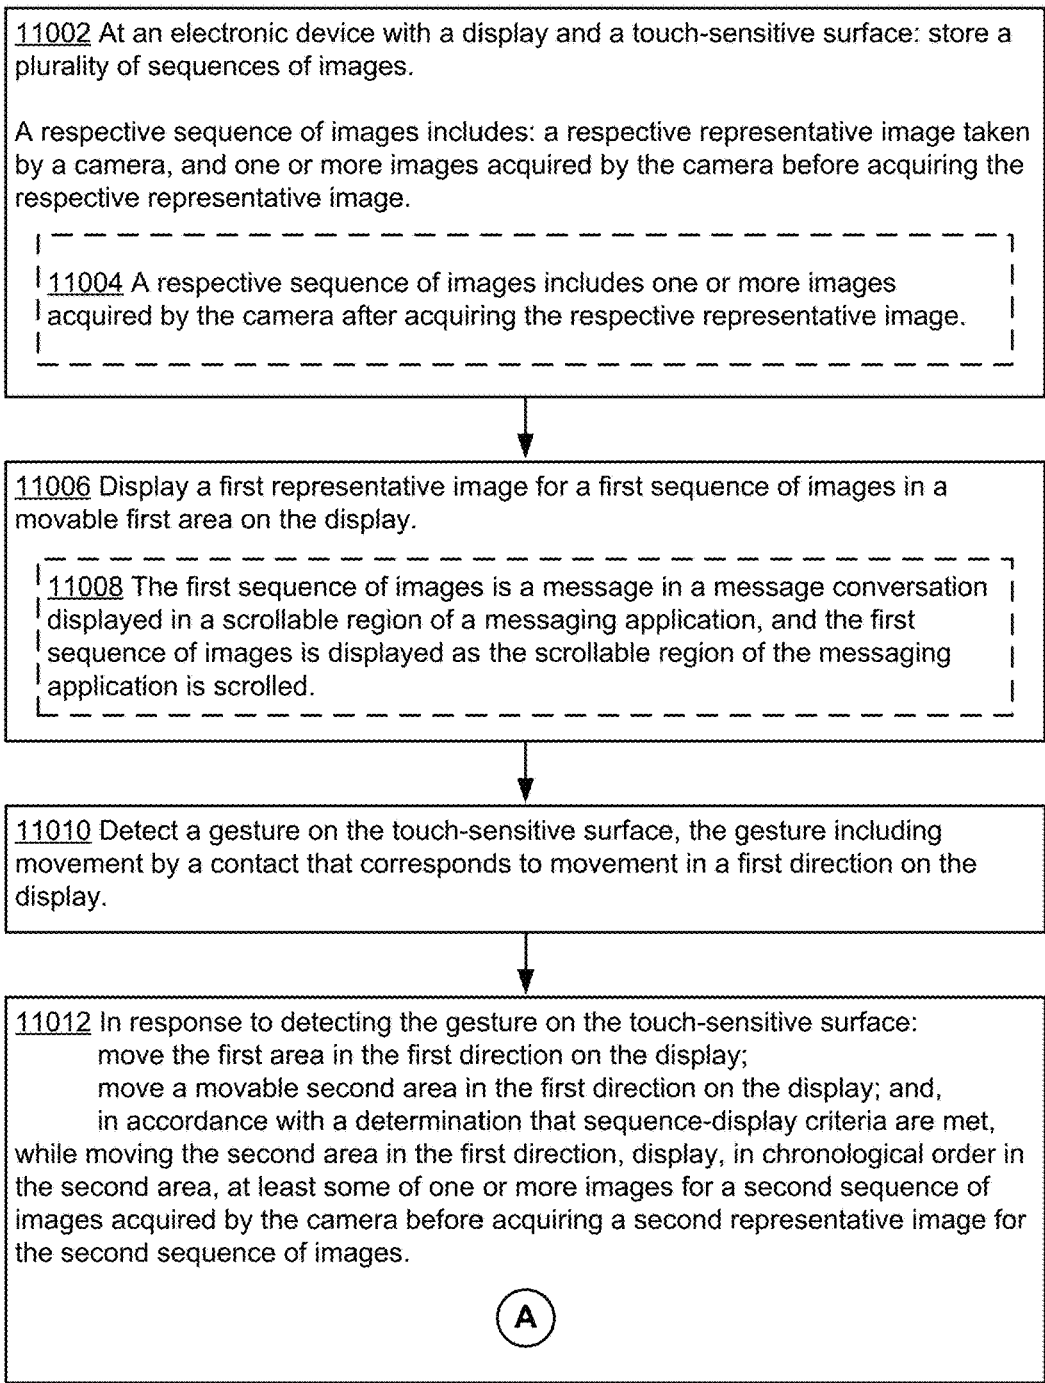 11002 At an electronic device with a display and a touch-sensitive surface: store a
plurality of sequences of images.
A respective sequence of images includes: a respective representative image taken
by a camera, and one or more images acquired by the camera before acquiring the
respective representative image.
11004 A respective sequence of images includes one or more images
acquired by the camera after acquiring the respective representative image.
11006 Display a first representative image for a first sequence of images in a
movable first area on the display.
11008 The first sequence of images is a message in a message conversation
displayed in a scrollable region of a messaging application, and the first
sequence of images is displayed as the scrollable region of the messaging
application is scrolled.
11010 Detect a gesture on the touch-sensitive surface, the gesture including
movement by a contact that corresponds to movement in a first direction on the
display.
11012 In response to detecting the gesture on the touch-sensitive surface:
move the first area in the first direction on the display;
move a movable second area in the first direction on the display; and,
in accordance with a determination that sequence-display criteria are met,
while moving the second area in the first direction, display, in chronological order in
the second area, at least some of one or more images for a second sequence of
images acquired by the camera before acquiring a second representative image for
the second sequence of images.
A